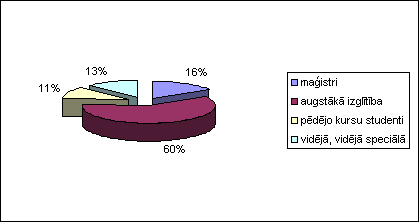 13%
16%
11%
60%
maģistri
augstākā izglītība
pēdējo kursu studenti
vidējā, vidējā speciālā